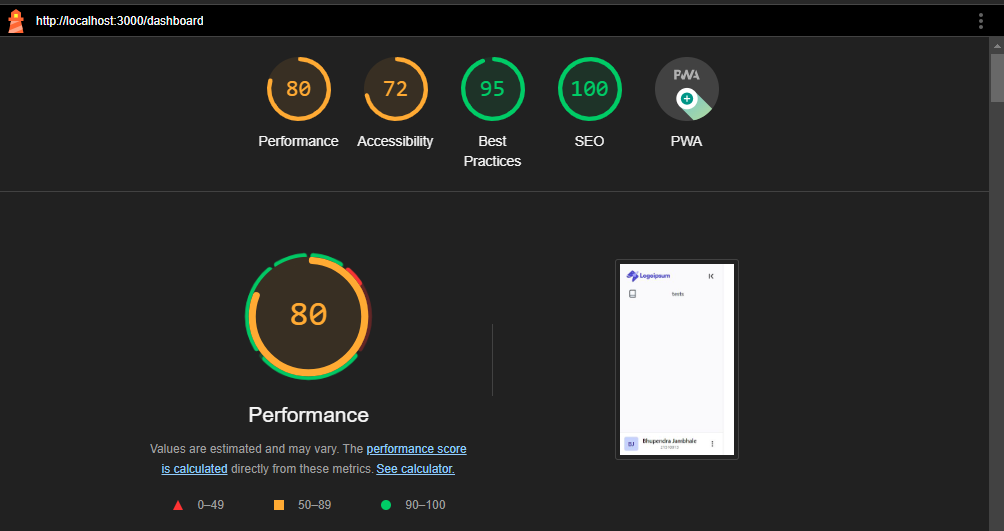 http://localhost:3000/dashboard
80
72
95
100
PWA
Performance
Accessibility
Best
Practices
SEO
PWA
80
Performance
Values are estimated and may vary. The performance score
is calculated directly from these metrics. See calculator.
0–49
50–89
90–100
Logoipsum
tests
BJ
Bhupendra Jambhale